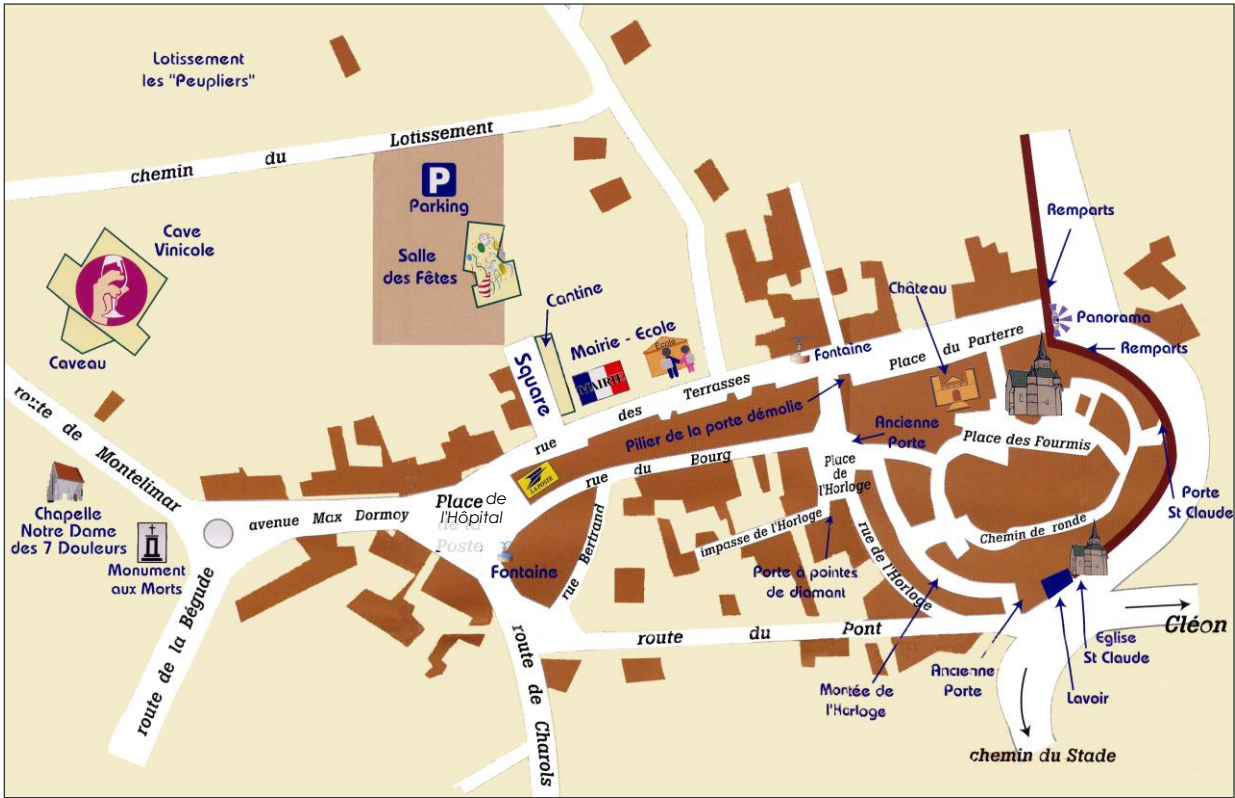 Lotissement
les "Peupliers"
chemin du Lotissement
P
Parking
Remparts
Cave
Vinicole
Salle
des Fêtes
Cantine
Château
Panorama
Mairie - Ecole
Ecole
Fontaine
Place du Parterre
Remparts
Caveau
Square
MAIRIE
rue des Terrasses
Pilier de la porte démolie
Ancienne
Porte
Place des Fourmis
route de Montelimar
LA POSTE
rue du Bourg
Place
de
l'Horloge
Porte
St Claude
Chapelle
Notre Dame
des 7 Douleurs
avenue Max Dormoy
Place de
l'Hôpital
de la
Poste
impasse de l'Horloge
Chemin de ronde
Monument
aux Morts
Fontaine
rue Bertrand
Porte à pointes
de diamant
rue de l'Horloge
route de la Bégude
route de Charols
route du Pont
Cléon
Eglise
St Claude
Ancienne
Porte
Montée de
l'Horloge
Lavoir
chemin du Stade